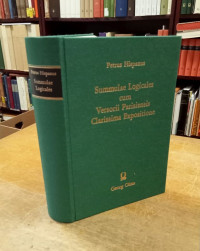 Petrus Hispanus
Summulae Logicales
cum
Versorii Parisiensis
Clarissima Expositione
Georg Olms
Petrus Hispanus
Summulae
Logicales